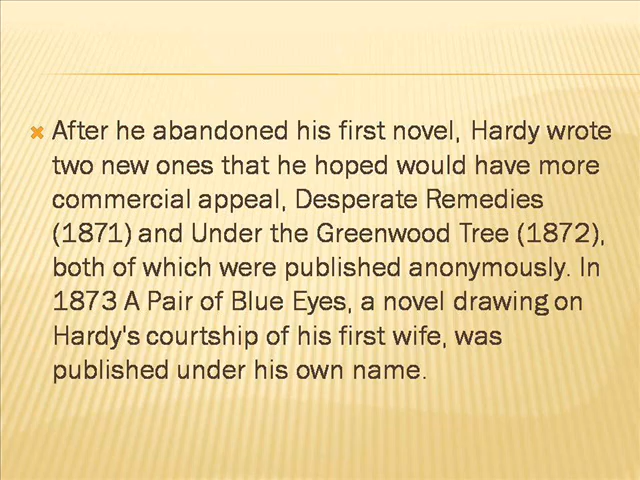 After he abandoned his first novel, Hardy wrote
two new ones that he hoped would have more
commercial appeal, Desperate Remedies
(1871) and Under the Greenwood Tree (1872),
both of which were published anonymously. In
1873 A Pair of Blue Eyes, a novel drawing on
Hardy's courtship of his first wife, was
published under his own name.